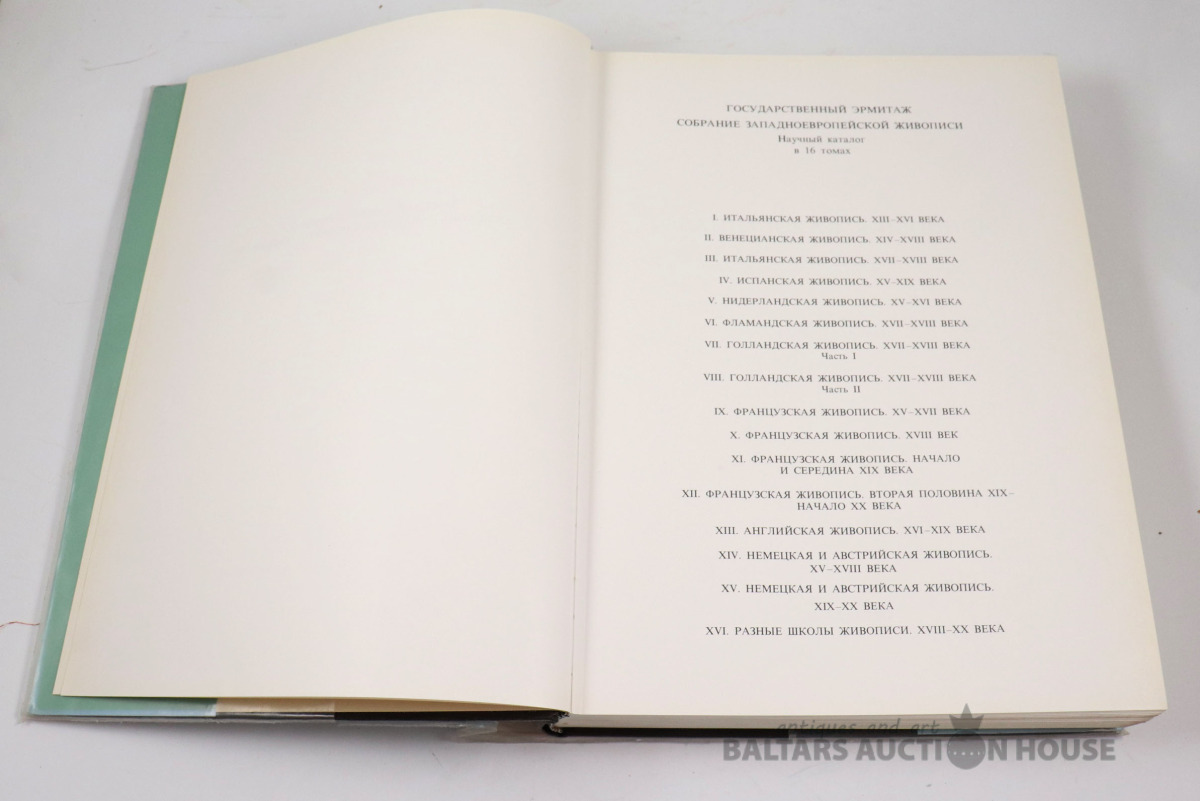 ГОСУДАРСТВЕННЫЙ ЭРМИТАЖ
СОБРАНИЕ ЗАПАДНОЕВРОПЕЙСКОЙ ЖИВОПИСИ
Научный каталог
в 16 томах
I. ИТАЛЬЯНСКАЯ ЖИВОПИСЬ. XIII–XVI ВЕКА
II. ВЕНЕЦИАНСКАЯ ЖИВОПИСЬ. XIV–XVIII ВЕКА
III. ИТАЛЬЯНСКАЯ ЖИВОПИСЬ. XVII–XVIII ВЕКА
IV. ИСПАНСКАЯ ЖИВОПИСЬ. XV–XIX ВЕКА
V. НИДЕРЛАНДСКАЯ ЖИВОПИСЬ. XV–XVI ВЕКА
VI. ФЛАМАНДСКАЯ ЖИВОПИСЬ. XVII–XVIII ВЕКА
VII. ГОЛЛАНДСКАЯ ЖИВОПИСЬ. XVII–XVIII ВЕКА
Часть I
VIII. ГОЛЛАНДСКАЯ ЖИВОПИСЬ. XVII–XVIII ВЕКА
Часть II
IX. ФРАНЦУЗСКАЯ ЖИВОПИСЬ. XV–XVII ВЕКА
X. ФРАНЦУЗСКАЯ ЖИВОПИСЬ. XVIII ВЕК
XI. ФРАНЦУЗСКАЯ ЖИВОПИСЬ. НАЧАЛО
И СЕРЕДИНА XIX ВЕКА
XII. ФРАНЦУЗСКАЯ ЖИВОПИСЬ. ВТОРАЯ ПОЛОВИНА XIX–
НАЧАЛО XX ВЕКА
XIII. АНГЛИЙСКАЯ ЖИВОПИСЬ. XVI–XIX ВЕКА
XIV. НЕМЕЦКАЯ И АВСТРИЙСКАЯ ЖИВОПИСЬ.
XV–XVIII ВЕКА
XV. НЕМЕЦКАЯ И АВСТРИЙСКАЯ ЖИВОПИСЬ.
XIX–XX ВЕКА
XVI. РАЗНЫЕ ШКОЛЫ ЖИВОПИСИ. XVIII–XX ВЕКА
antiques and art
BALTARS AUCTION HOUSE